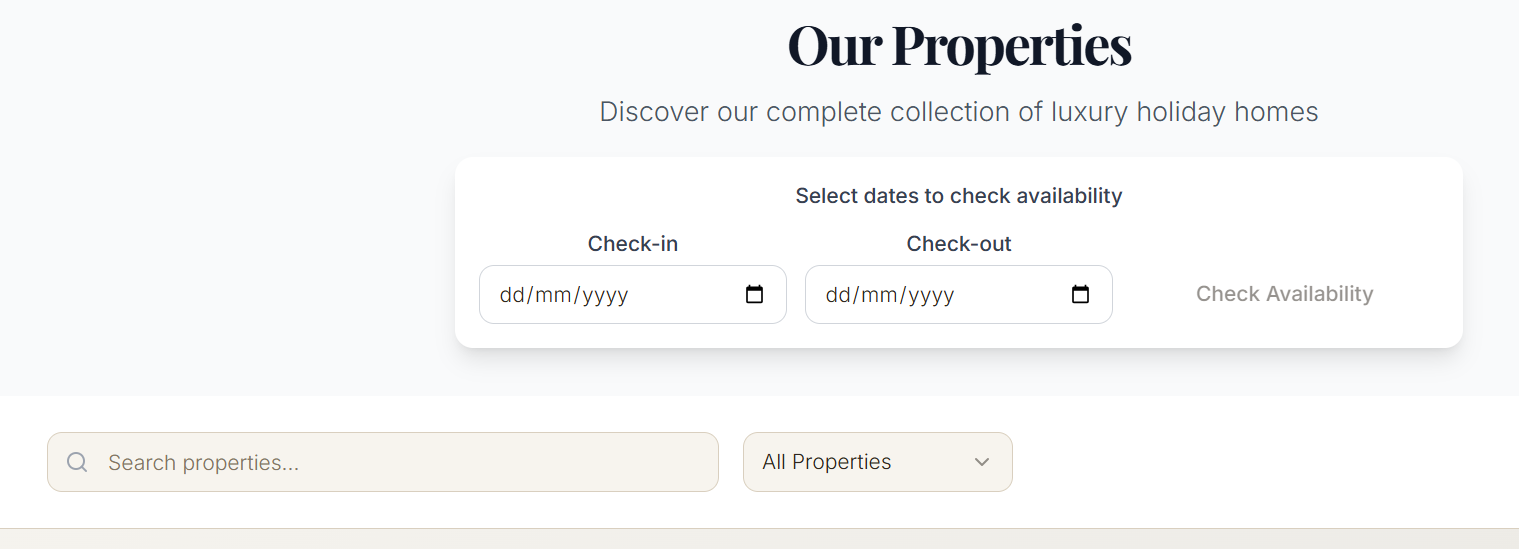 Our Properties
Discover our complete collection of luxury holiday homes
Select dates to check availability
Check-in
Check-out
dd/mm/yyyy
dd/mm/yyyy
Check Availability
Search properties...
All Properties